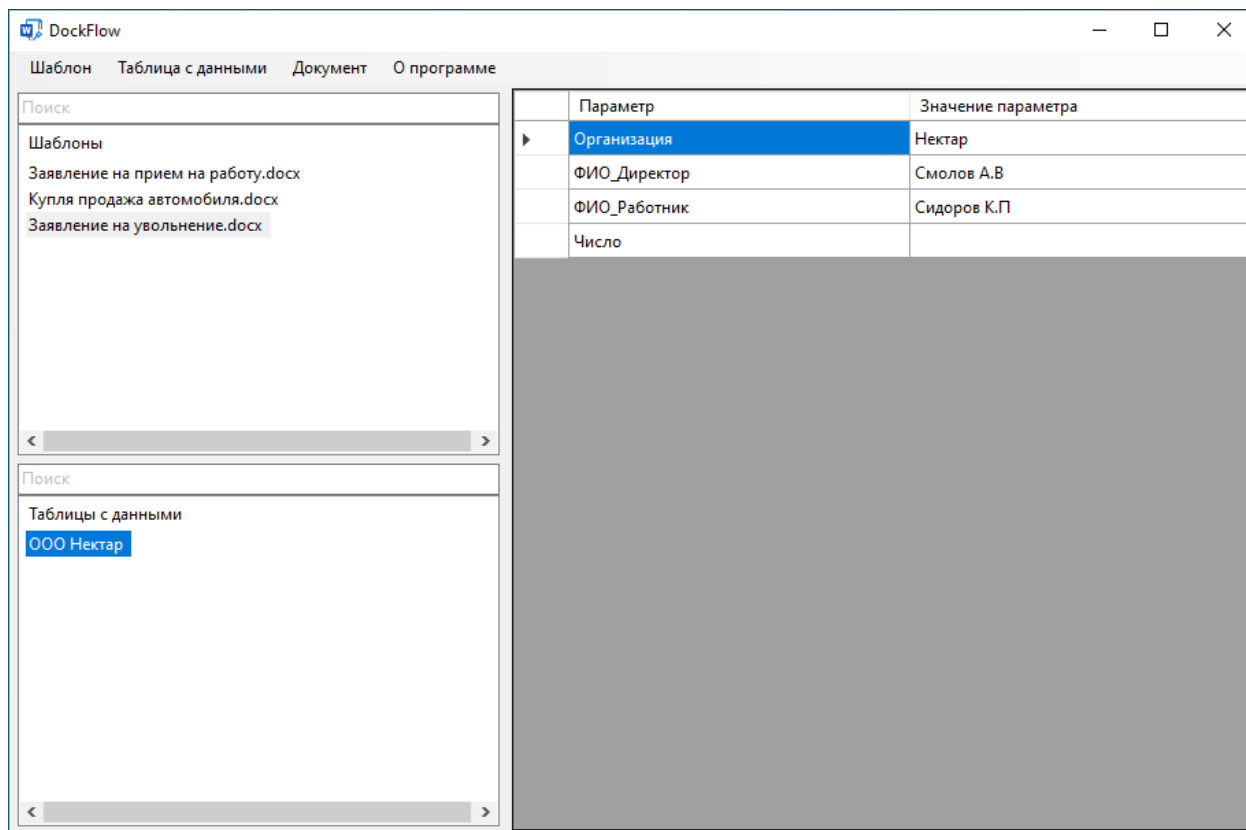 DockFlow
Шаблон Таблица с данными Документ О программе
Поиск
Шаблоны
Заявление на прием на работу.docx
Купля продажа автомобиля.docx
Заявление на увольнение.docx
Поиск
Таблицы с данными
ООО Нектар
Параметр Значение параметра
Организация Нектар
ФИО_Директор Смолов А.В
ФИО_Работник Сидоров К.П
Число